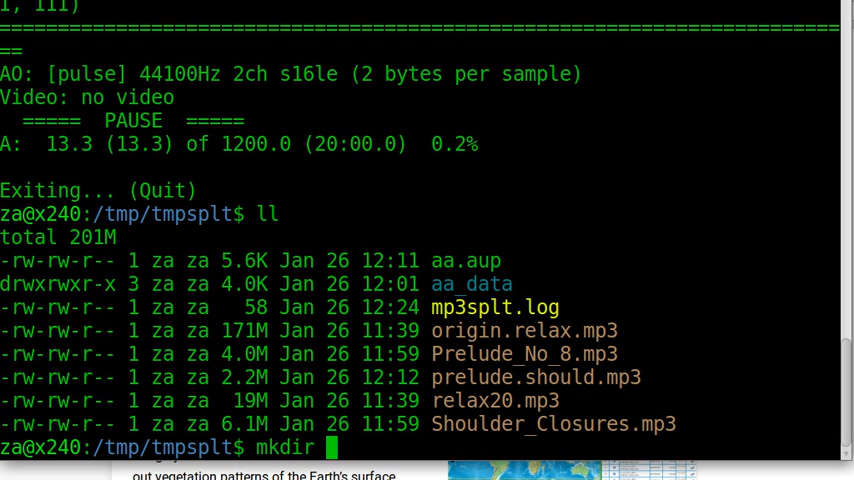 1, 111)
================================================================================
==
AO: [pulse] 44100Hz 2ch s16le (2 bytes per sample)
Video: no video
  =====  PAUSE  =====
A:  13.3 (13.3) of 1200.0 (20:00.0)  0.2%
Exiting... (Quit)
za@x240:/tmp/tmpsplt$ ll
total 201M
-rw-rw-r-- 1 za za 5.6K Jan 26 12:11 aa.aup
drwxrwxr-x 3 za za 4.0K Jan 26 12:01 aa_data
-rw-rw-r-- 1 za za   58 Jan 26 12:24 mp3splt.log
-rw-rw-r-- 1 za za 171M Jan 26 11:39 origin.relax.mp3
-rw-rw-r-- 1 za za 4.0M Jan 26 11:59 Prelude_No_8.mp3
-rw-rw-r-- 1 za za 2.2M Jan 26 12:12 prelude.should.mp3
-rw-rw-r-- 1 za za  19M Jan 26 11:39 relax20.mp3
-rw-rw-r-- 1 za za 6.1M Jan 26 11:59 Shoulder_Closures.mp3
za@x240:/tmp/tmpsplt$ mkdir
out vegetation patterns of the Earth's surface